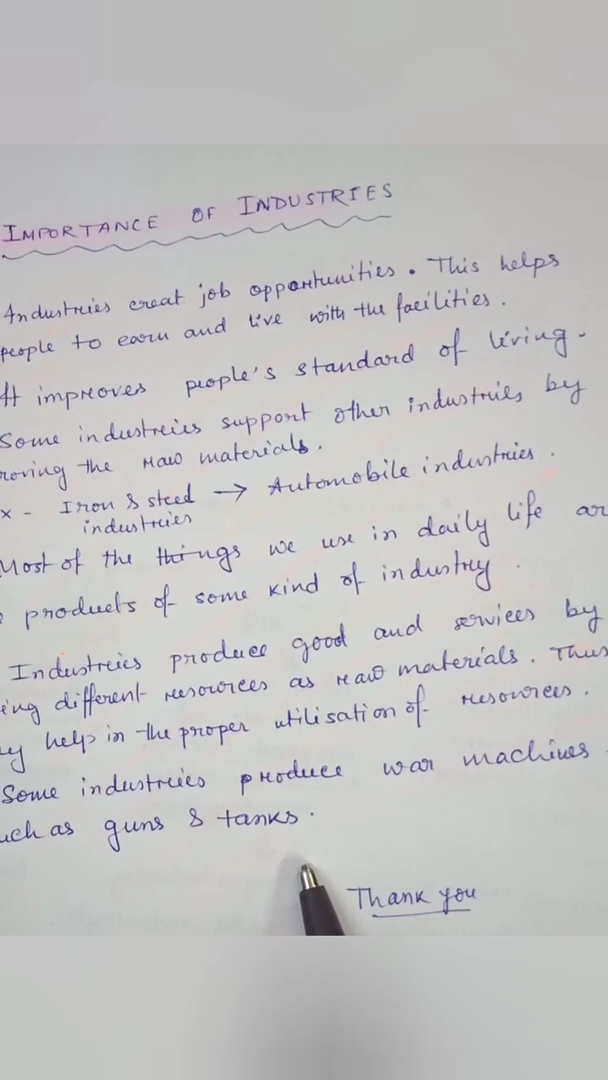 IMPORTANCE OF INDUSTRIES
Industries creat job opportunities. This helps
people to earn and live with the facilities.
It improves people's standard of living.
Some industries support other industries by
roving the raw materials.
x - Iron & steed → Automobile industries.
industries
Most of the things we use in daily life ar
products of some kind of industry.
Industries produce good and services by
ing different resources as raw materials. Thus
ey help in the proper utilisation of resources.
Some industries produce war machines
uch as guns & tanks.
Thank you